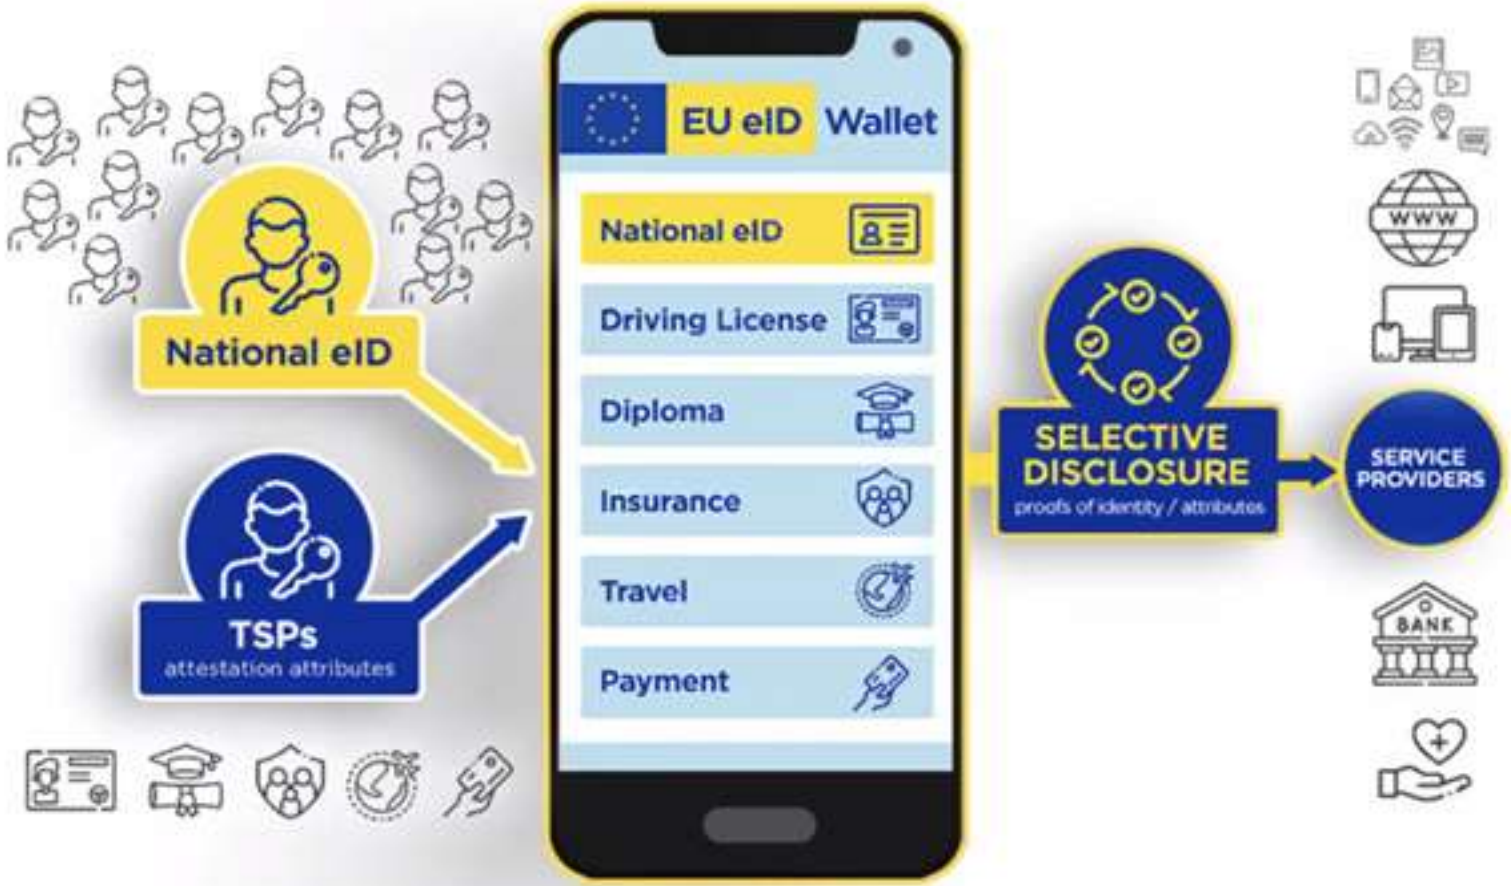 EU eID Wallet
National eID
Driving License
Diploma
Insurance
Travel
Payment
National eID
TSPs
attestation attributes
SELECTIVE
DISCLOSURE
proofs of identity / attributes
SERVICE
PROVIDERS
WWW
BANK